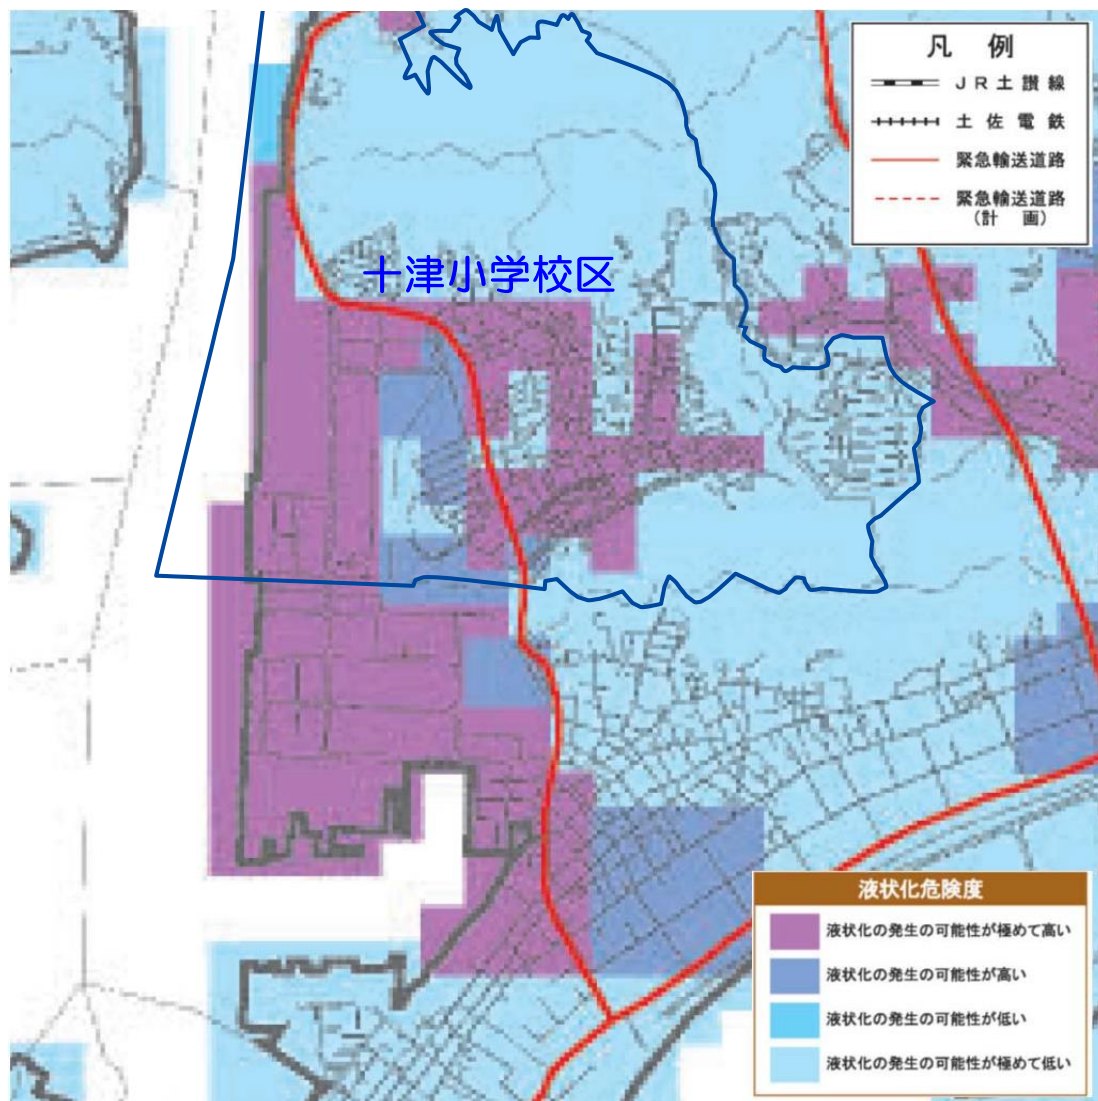 凡 例
JR土讃線
土佐電鉄
緊急輸送道路
緊急輸送道路
(計 画)
十津小学校区
液状化危険度
液状化の発生の可能性が極めて高い
液状化の発生の可能性が高い
液状化の発生の可能性が低い
液状化の発生の可能性が極めて低い